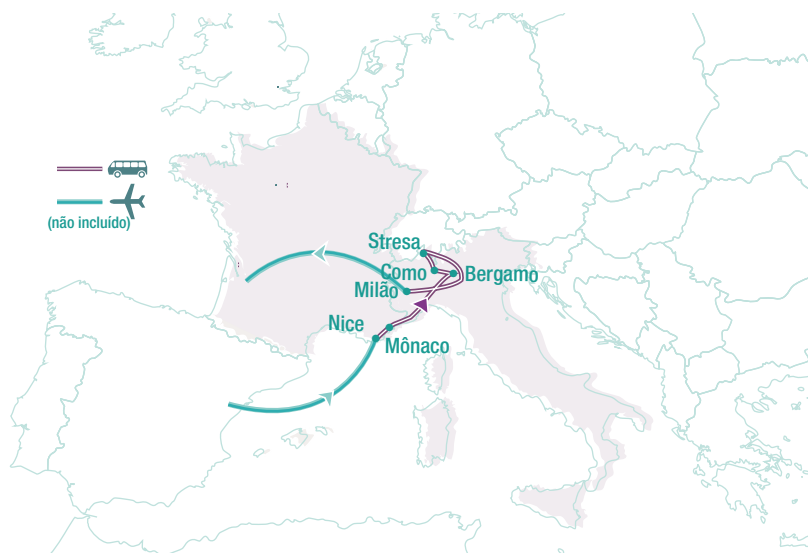 (não incluído)
Stresa
Como
Bergamo
Milão
Nice
Mônaco